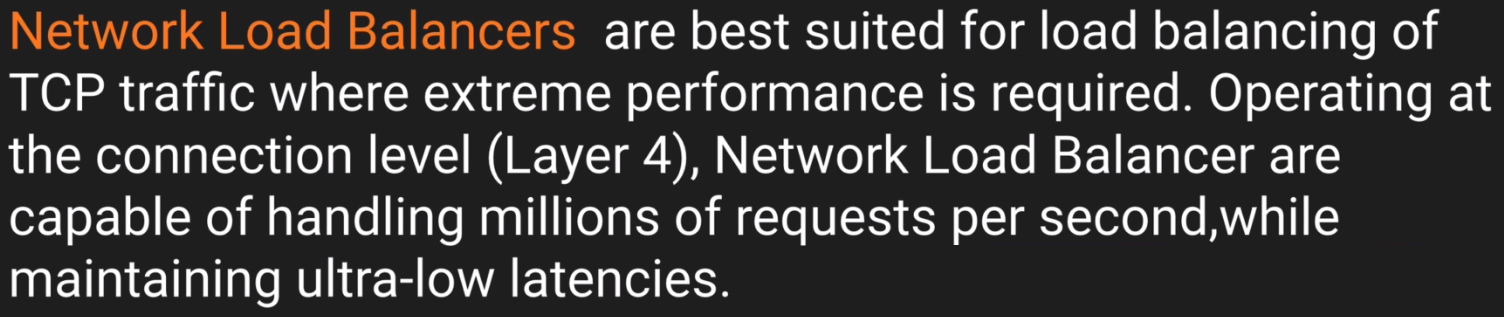 Network Load Balancers are best suited for load balancing of
TCP traffic where extreme performance is required. Operating at
the connection level (Layer 4), Network Load Balancer are
capable of handling millions of requests per second,while
maintaining ultra-low latencies.